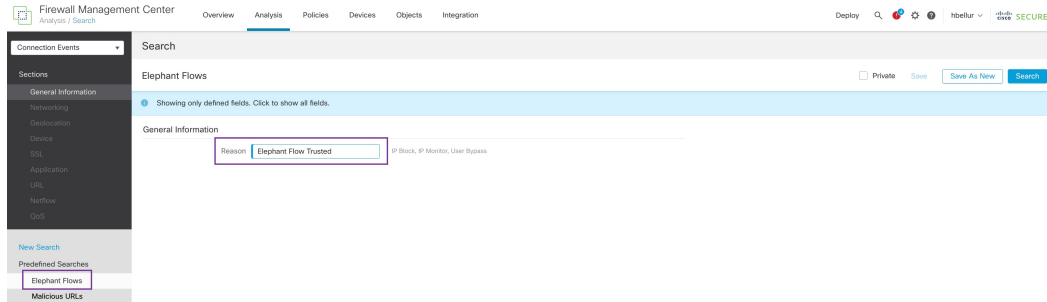 Firewall Management Center
Analysis / Search
Overview Analysis Policies Devices Objects Integration
Deploy 4 hbellur cisco SECURE
Connection Events
Search
Sections
Elephant Flows
Private Save Save As New Search
General Information
Showing only defined fields. Click to show all fields.
Networking
Geolocation
General Information
Device
Reason Elephant Flow Trusted IP Block, IP Monitor, User Bypass
SSL
Application
URL
Netflow
QoS
New Search
Predefined Searches
Elephant Flows
Malicious URLs